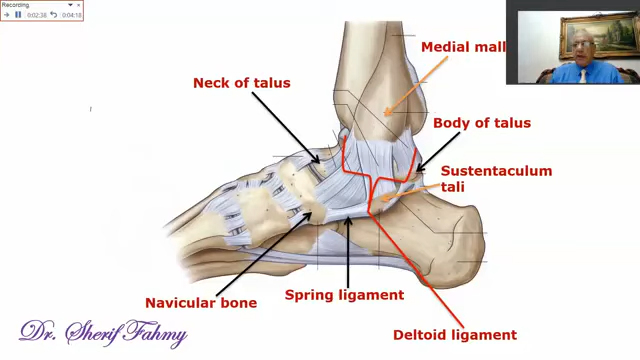 Recording...
0:02:38
0:04:18
Medial mall
Neck of talus
Body of talus
Sustentaculum
tali
Spring ligament
Navicular bone
Deltoid ligament
Dr. Sherif Fahmy